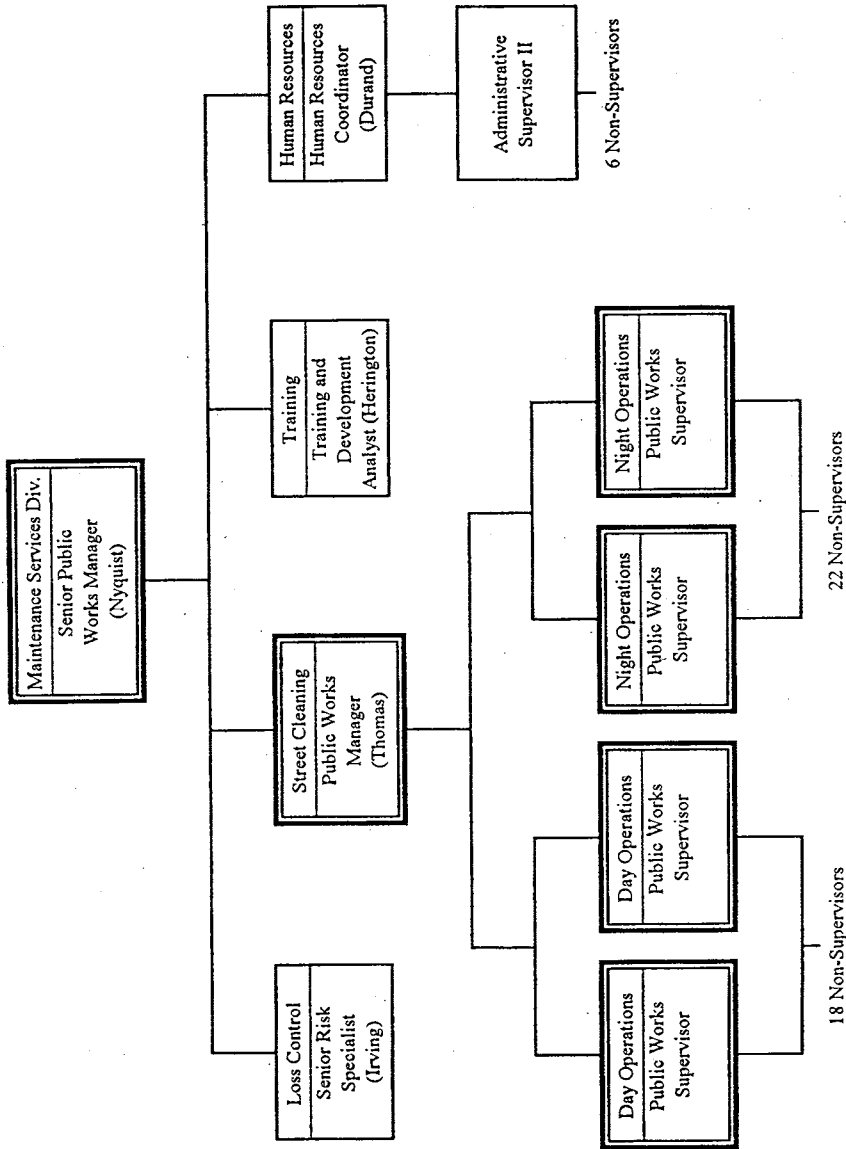 Maintenance Services Div.
Senior Public
Works Manager
(Nyquist)
Loss Control
Senior Risk
Specialist
(Irving)
Street Cleaning
Public Works
Manager
(Thomas)
Training
Training and
Development
Analyst (Herington)
Human Resources
Human Resources
Coordinator
(Durand)
Administrative
Supervisor II
6 Non-Supervisors
Day Operations
Public Works
Supervisor
Day Operations
Public Works
Supervisor
Night Operations
Public Works
Supervisor
Night Operations
Public Works
Supervisor
18 Non-Supervisors
22 Non-Supervisors